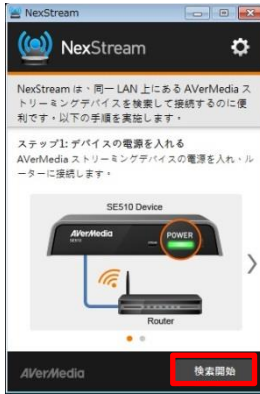 NexStream
NexStream
NexStream は、同一 LAN 上にある AVerMedia ス
トリーミングデバイスを検索して接続するのに便
利です。以下の手順を実施します。
ステップ1: デバイスの電源を入れる
AVerMedia ストリーミングデバイスの電源を入れ、ル
ーターに接続します。
SE510 Device
AVerMedia
SE510
POWER
Router
AVerMedia
検索開始